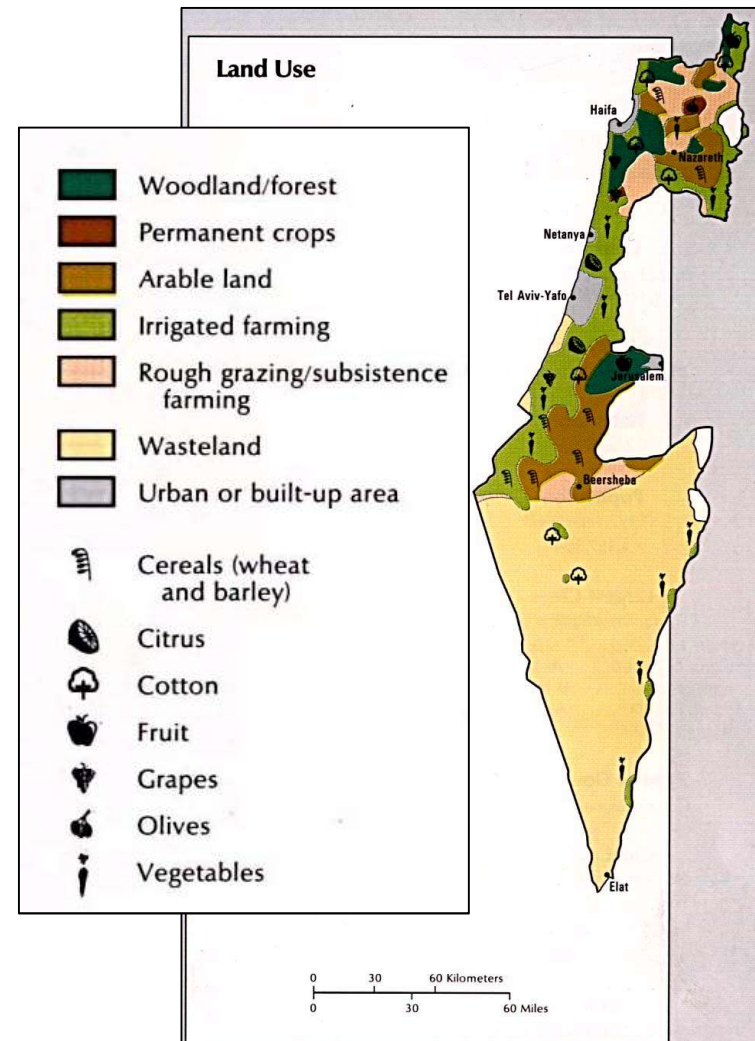 Land Use
Woodland/forest
Permanent crops
Arable land
Irrigated farming
Rough grazing/subsistence
farming
Wasteland
Urban or built-up area
Cereals (wheat
and barley)
Citrus
Cotton
Fruit
Grapes
Olives
Vegetables
Haifa
Nazareth
Netanya
Tel Aviv-Yafo
Jerusalem
Beersheba
Elat
0 30 60 Kilometers
0 30 60 Miles